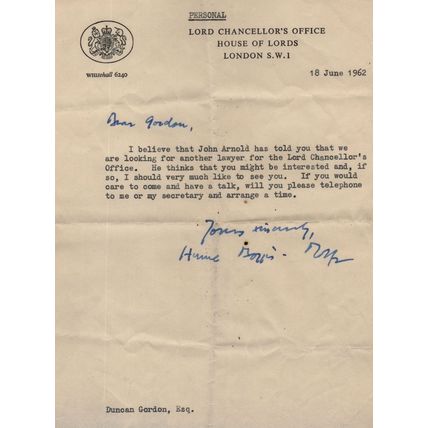 PERSONAL
LORD CHANCELLOR'S OFFICE
HOUSE OF LORDS
LONDON S.W.1
WHItehall 6240
18 June 1962
Dear Gordon,
I believe that John Arnold has told you that we
are looking for another lawyer for the Lord Chancellor's
Office. He thinks that you might be interested and, if
so, I should very much like to see you. If you would
care to come and have a talk, will you please telephone
to me or my secretary and arrange a time.
Yours sincerely,
Duncan Gordon, Esq.